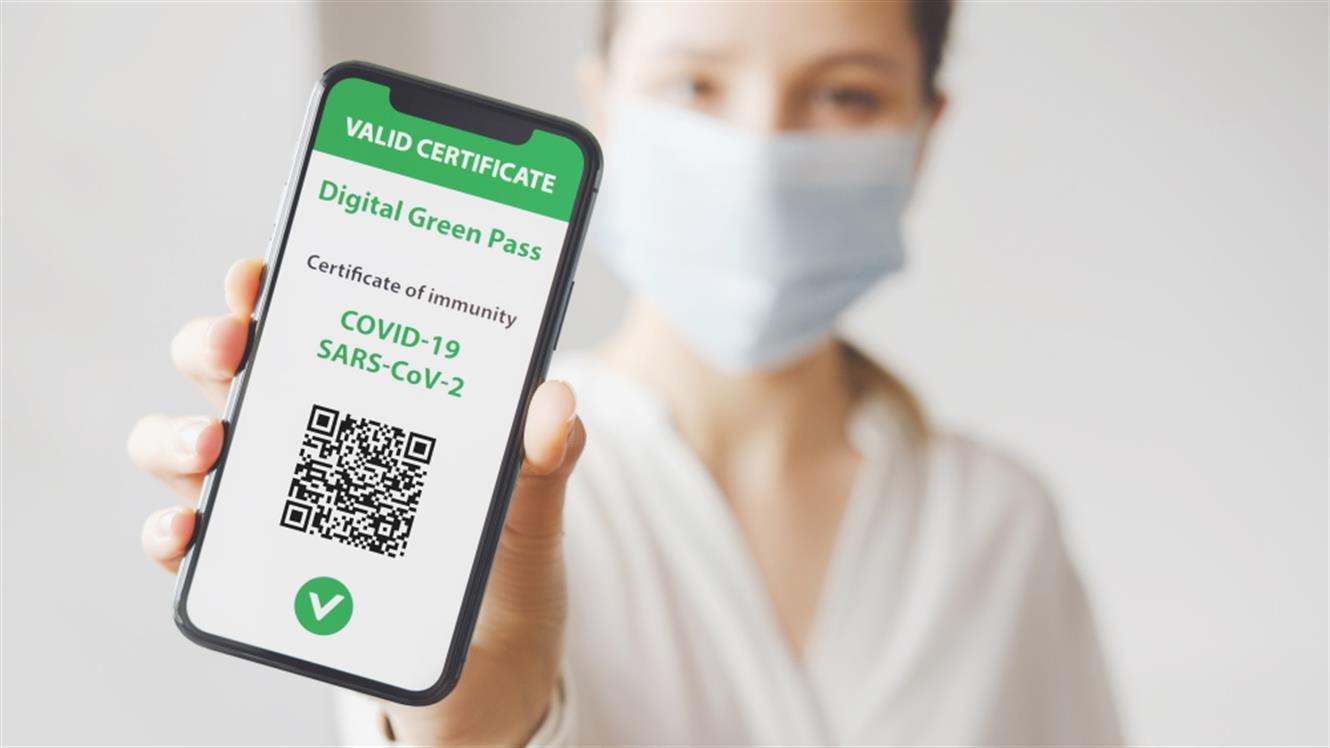 VALID CERTIFICATE
Digital Green Pass
Certificate of immunity
COVID-19
SARS-CoV-2